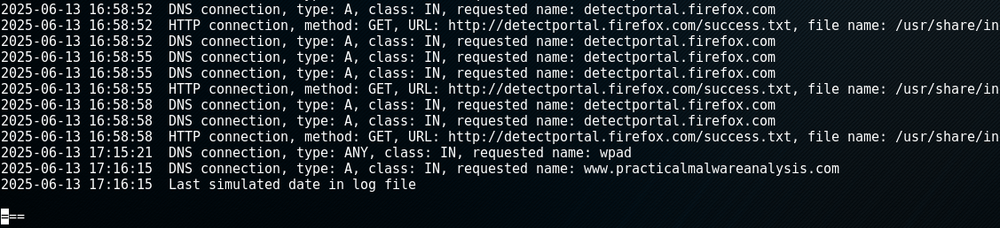 2025-06-13 16:58:52  DNS connection, type: A, class: IN, requested name: detectportal.firefox.com
2025-06-13 16:58:52  HTTP connection, method: GET, URL: http://detectportal.firefox.com/success.txt, file name: /usr/share/in
2025-06-13 16:58:52  DNS connection, type: A, class: IN, requested name: detectportal.firefox.com
2025-06-13 16:58:55  DNS connection, type: A, class: IN, requested name: detectportal.firefox.com
2025-06-13 16:58:55  DNS connection, type: A, class: IN, requested name: detectportal.firefox.com
2025-06-13 16:58:55  HTTP connection, method: GET, URL: http://detectportal.firefox.com/success.txt, file name: /usr/share/in
2025-06-13 16:58:58  DNS connection, type: A, class: IN, requested name: detectportal.firefox.com
2025-06-13 16:58:58  DNS connection, type: A, class: IN, requested name: detectportal.firefox.com
2025-06-13 16:58:58  HTTP connection, method: GET, URL: http://detectportal.firefox.com/success.txt, file name: /usr/share/in
2025-06-13 17:15:21  DNS connection, type: ANY, class: IN, requested name: wpad
2025-06-13 17:16:15  DNS connection, type: A, class: IN, requested name: www.practicalmalwareanalysis.com
2025-06-13 17:16:15  Last simulated date in log file
===